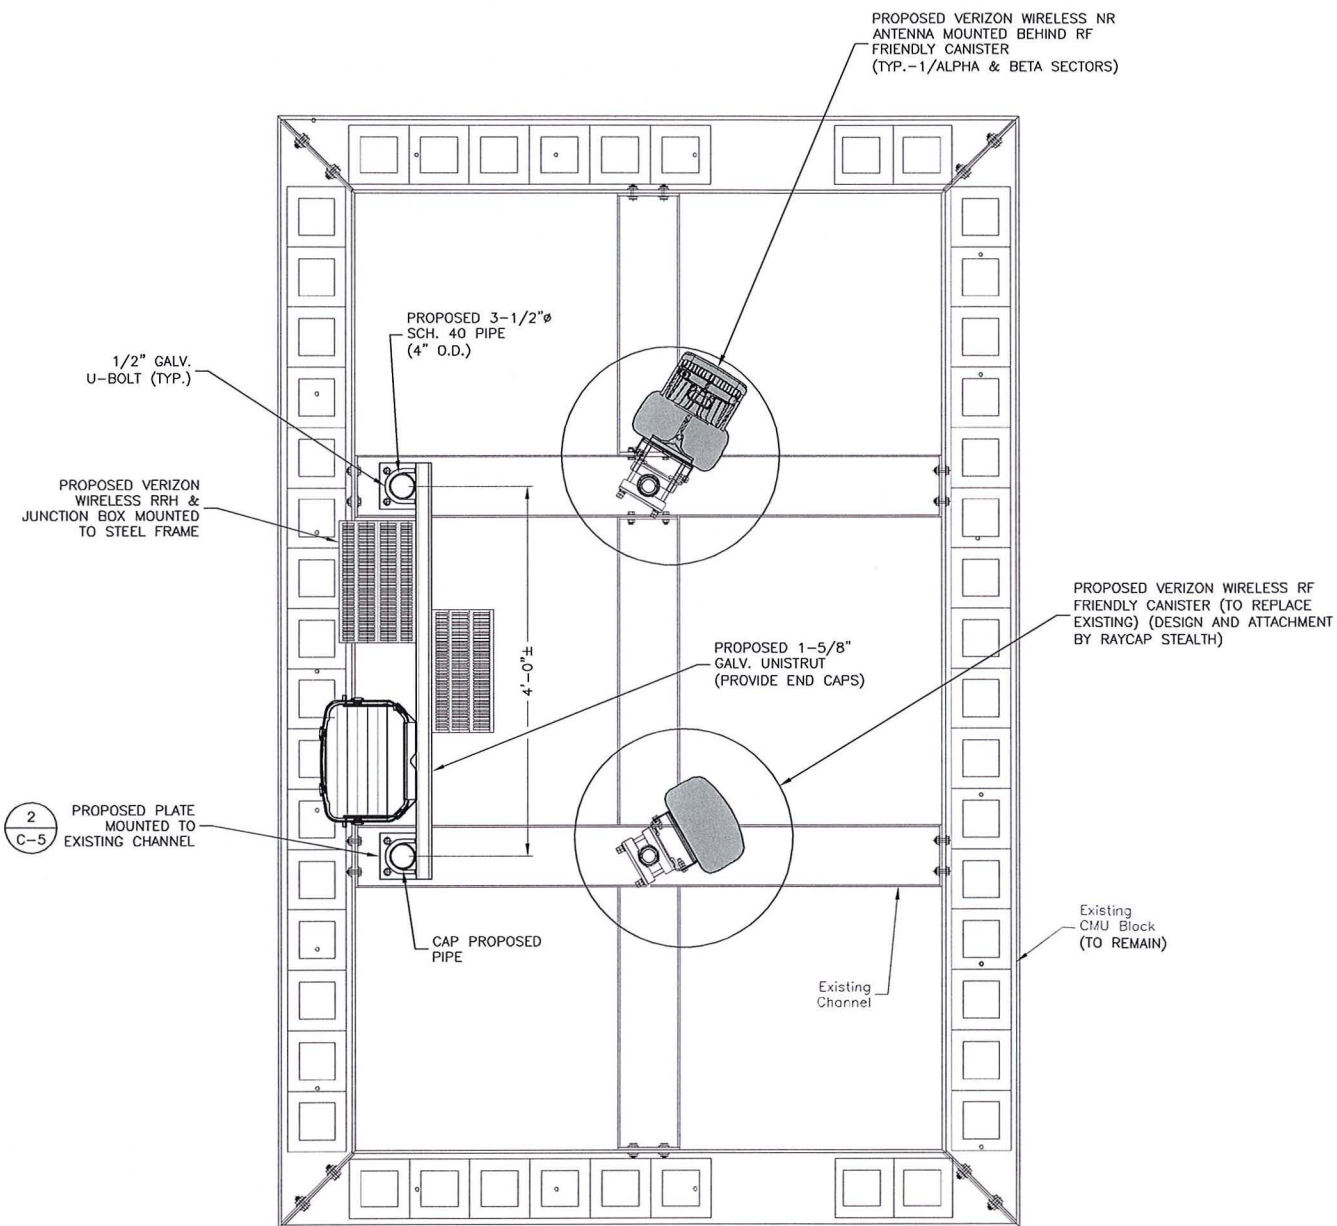 PROPOSED VERIZON WIRELESS NR
ANTENNA MOUNTED BEHIND RF
FRIENDLY CANISTER
(TYP.-1/ALPHA & BETA SECTORS)
PROPOSED 3-1/2"ø
SCH. 40 PIPE
(4" O.D.)
1/2" GALV.
U-BOLT (TYP.)
PROPOSED VERIZON
WIRELESS RRH &
JUNCTION BOX MOUNTED
TO STEEL FRAME
PROPOSED VERIZON WIRELESS RF
FRIENDLY CANISTER (TO REPLACE
EXISTING) (DESIGN AND ATTACHMENT
BY RAYCAP STEALTH)
4'-0"±
PROPOSED 1-5/8"
GALV. UNISTRUT
(PROVIDE END CAPS)
2
C-5
PROPOSED PLATE
MOUNTED TO
EXISTING CHANNEL
CAP PROPOSED
PIPE
Existing
CMU Block
(TO REMAIN)
Existing
Channel